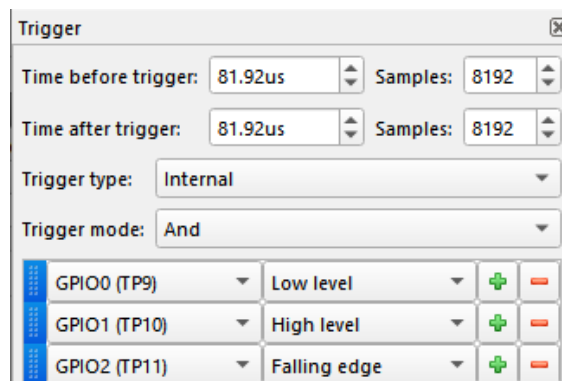 Trigger
Time before trigger: 81.92us Samples: 8192
Time after trigger: 81.92us Samples: 8192
Trigger type: Internal
Trigger mode: And
GPIO0 (TP9) Low level
GPIO1 (TP10) High level
GPIO2 (TP11) Falling edge